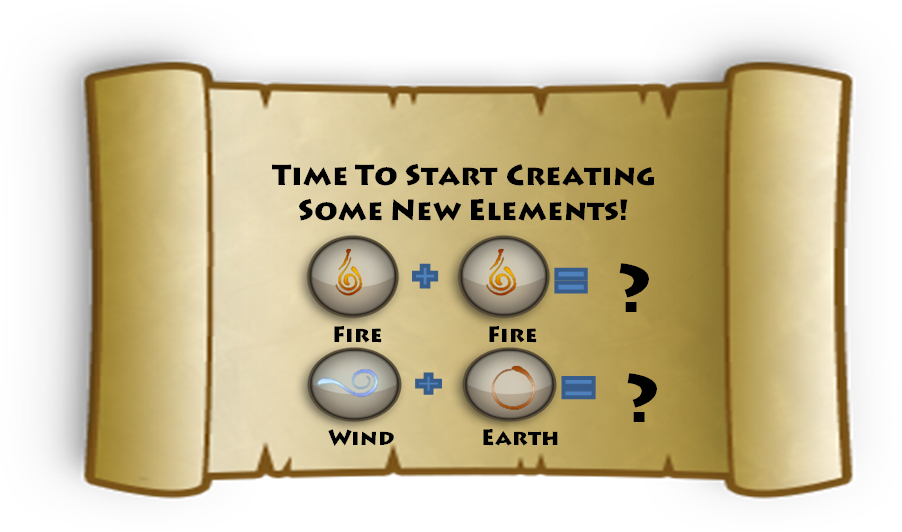 Time To Start Creating
Some New Elements!
+ = ?
Fire Fire
+ = ?
Wind Earth